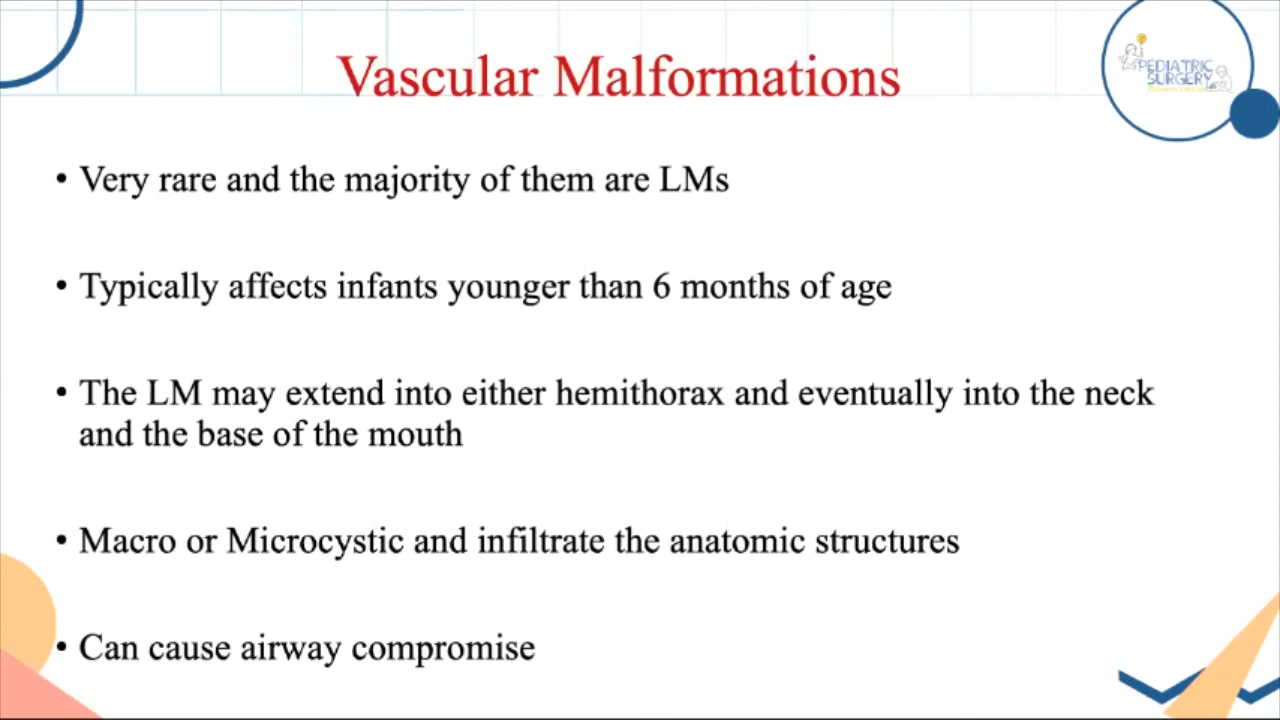 Vascular Malformations
PEDIATRIC
SURGERY
• Very rare and the majority of them are LMs
• Typically affects infants younger than 6 months of age
• The LM may extend into either hemithorax and eventually into the neck
and the base of the mouth
• Macro or Microcystic and infiltrate the anatomic structures
• Can cause airway compromise